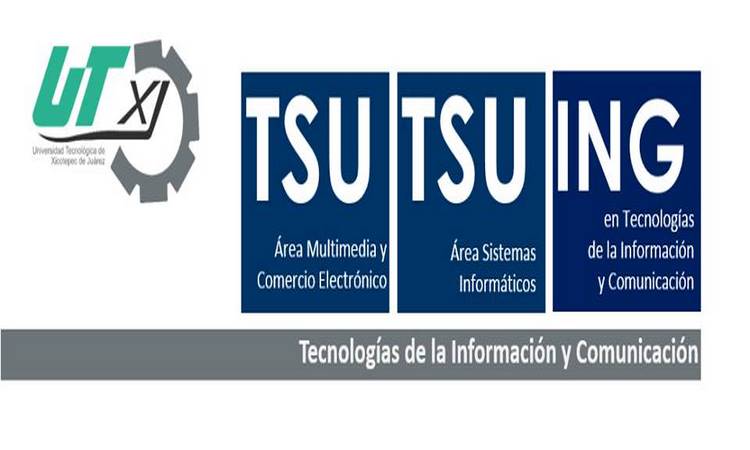 UT XJ
Universidad Tecnológica de
Xicotepec de Juárez
TSU
Área Multimedia y
Comercio Electrónico
TSU
Área Sistemas
Informáticos
ING
en Tecnologías
de la Información
y Comunicación
Tecnologías de la Información y Comunicación